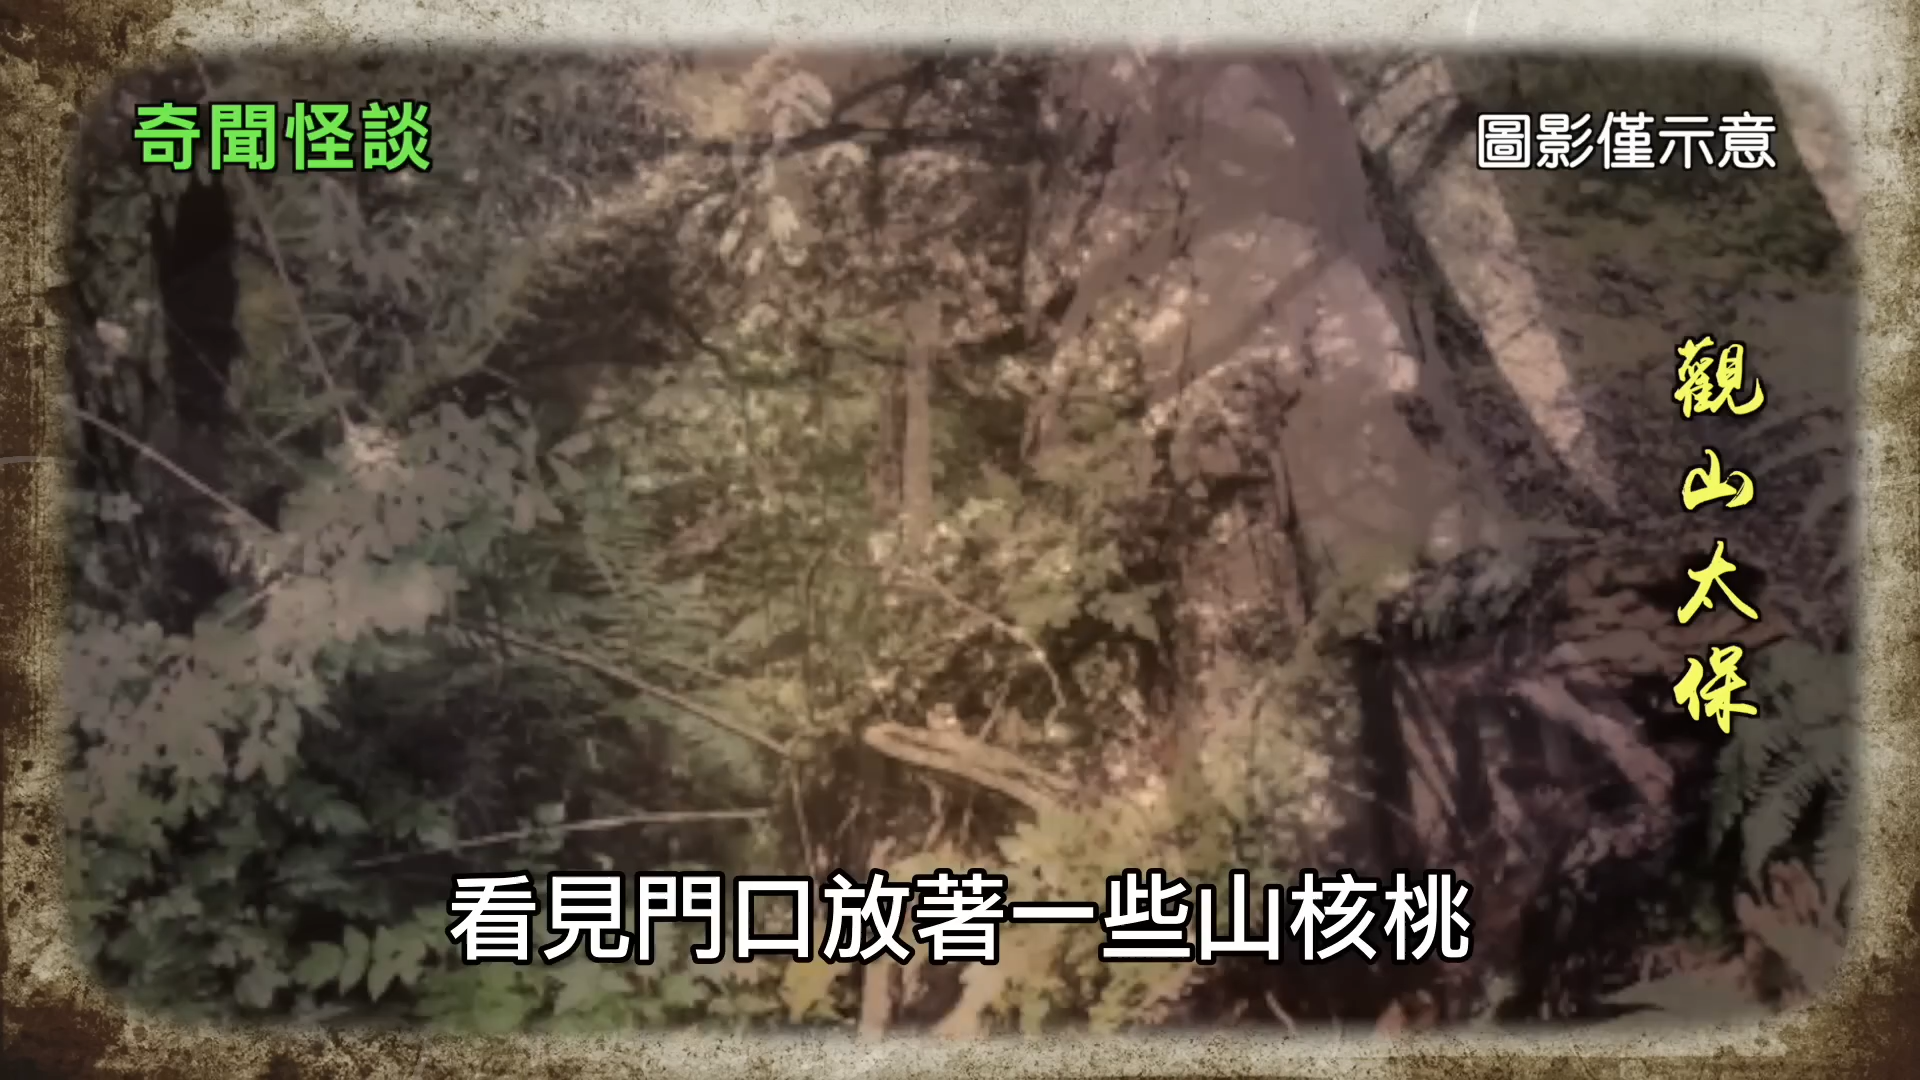 奇聞怪談
圖影僅示意
觀山太保
看見門口放著一些山核桃